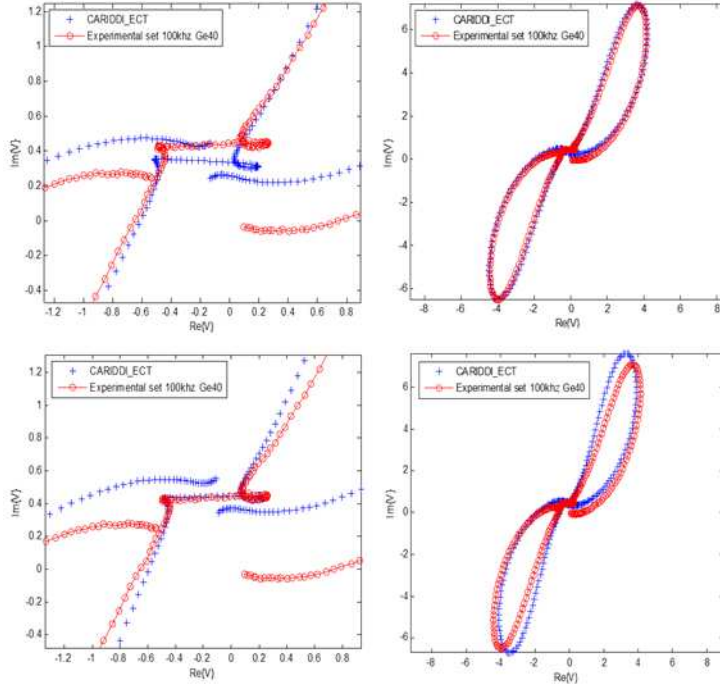 1.2
1
0.8
0.6
0.4
0.2
0
-0.2
-0.4
Im{V}
CARIDDI_ECT
Experimental set 100khz Ge40
-1.2 -1 -0.8 -0.6 -0.4 -0.2 0 0.2 0.4 0.6 0.8
Re{V}
6
4
2
0
-2
-4
-6
Im{V}
CARIDDI_ECT
Experimental set 100khz Ge40
-8 -6 -4 -2 0 2 4 6 8
Re{V}
1.2
1
0.8
0.6
0.4
0.2
0
-0.2
-0.4
Im{V}
CARIDDI_ECT
Experimental set 100khz Ge40
-1.2 -1 -0.8 -0.6 -0.4 -0.2 0 0.2 0.4 0.6 0.8
Re{V}
6
4
2
0
-2
-4
-6
Im{V}
CARIDDI_ECT
Experimental set 100khz Ge40
-8 -6 -4 -2 0 2 4 6 8
Re{V}